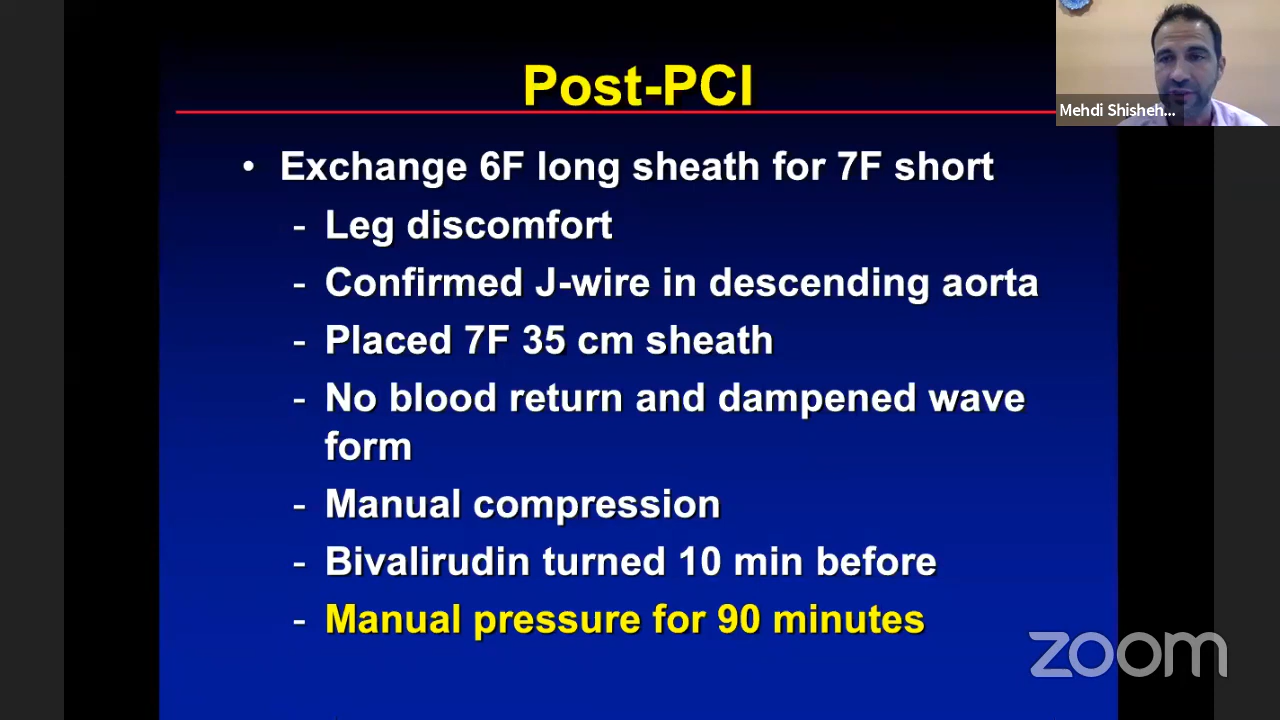 Post-PCI
Mehdi Shisheh...
• Exchange 6F long sheath for 7F short
- Leg discomfort
- Confirmed J-wire in descending aorta
- Placed 7F 35 cm sheath
- No blood return and dampened wave
form
- Manual compression
- Bivalirudin turned 10 min before
- Manual pressure for 90 minutes
zoom